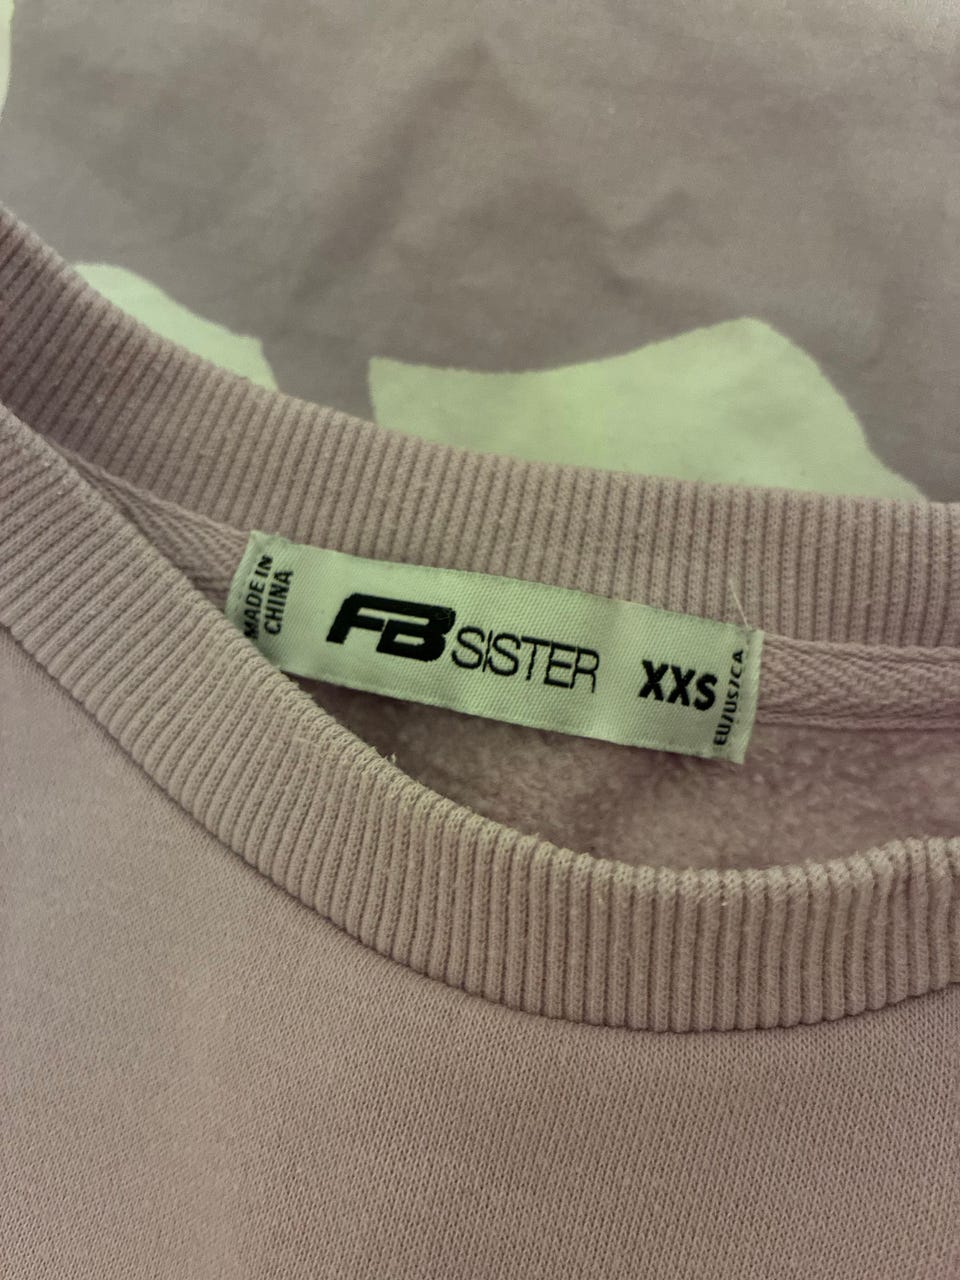 MADE IN
CHINA
FB SISTER
XXS
EU/US/CA